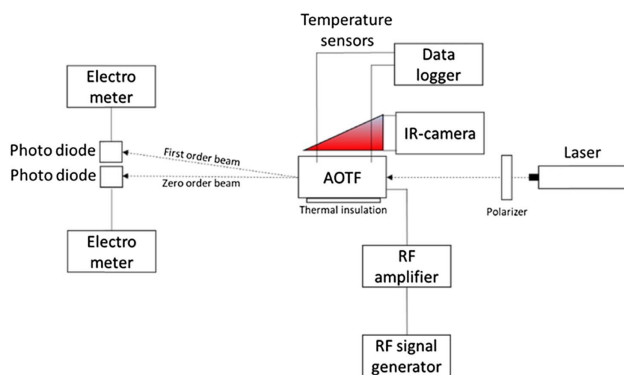 Temperature
sensors
Data
logger
Electro
meter
IR-camera
Photo diode
First order beam
Laser
Photo diode
Zero order beam
AOTF
Thermal insulation
Polarizer
Electro
meter
RF
amplifier
RF signal
generator